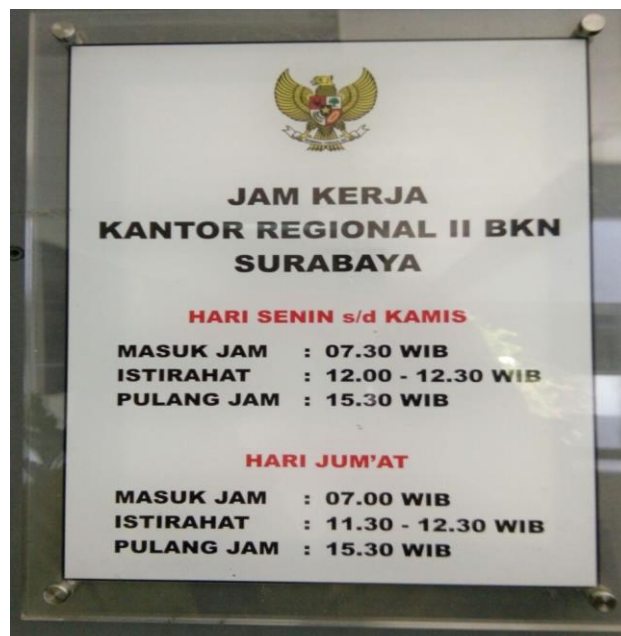 JAM KERJA
KANTOR REGIONAL II BKN
SURABAYA
HARI SENIN s/d KAMIS
MASUK JAM : 07.30 WIB
ISTIRAHAT : 12.00 - 12.30 WIB
PULANG JAM : 15.30 WIB
HARI JUM'AT
MASUK JAM : 07.00 WIB
ISTIRAHAT : 11.30 - 12.30 WIB
PULANG JAM : 15.30 WIB